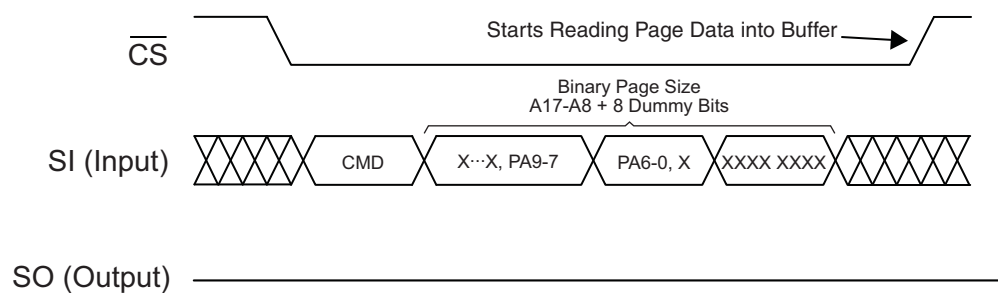 Starts Reading Page Data into Buffer
CS
Binary Page Size
A17-A8 + 8 Dummy Bits
SI (Input)
CMD
X···X, PA9-7
PA6-0, X
XXXX XXXX
SO (Output)